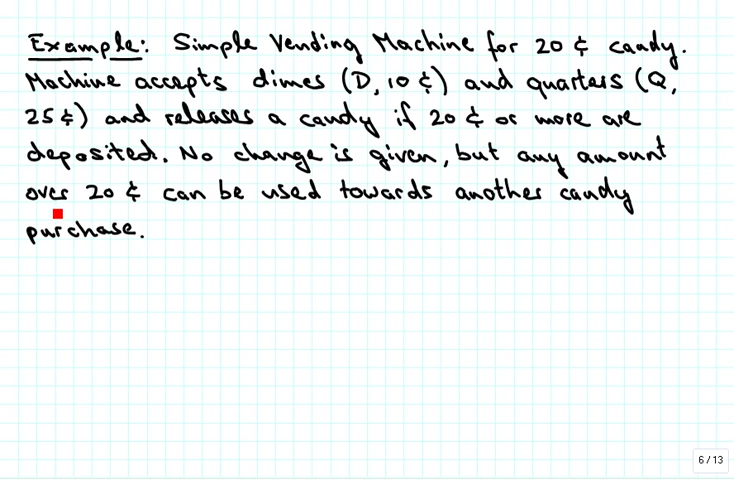 Example: Simple Vending Machine for 20 ¢ candy.
Machine accepts dimes (D, 10 ¢) and quarters (Q,
25 ¢) and releases a candy if 20 ¢ or more are
deposited. No change is given, but any amount
over 20 ¢ can be used towards another candy
purchase.
6 / 13